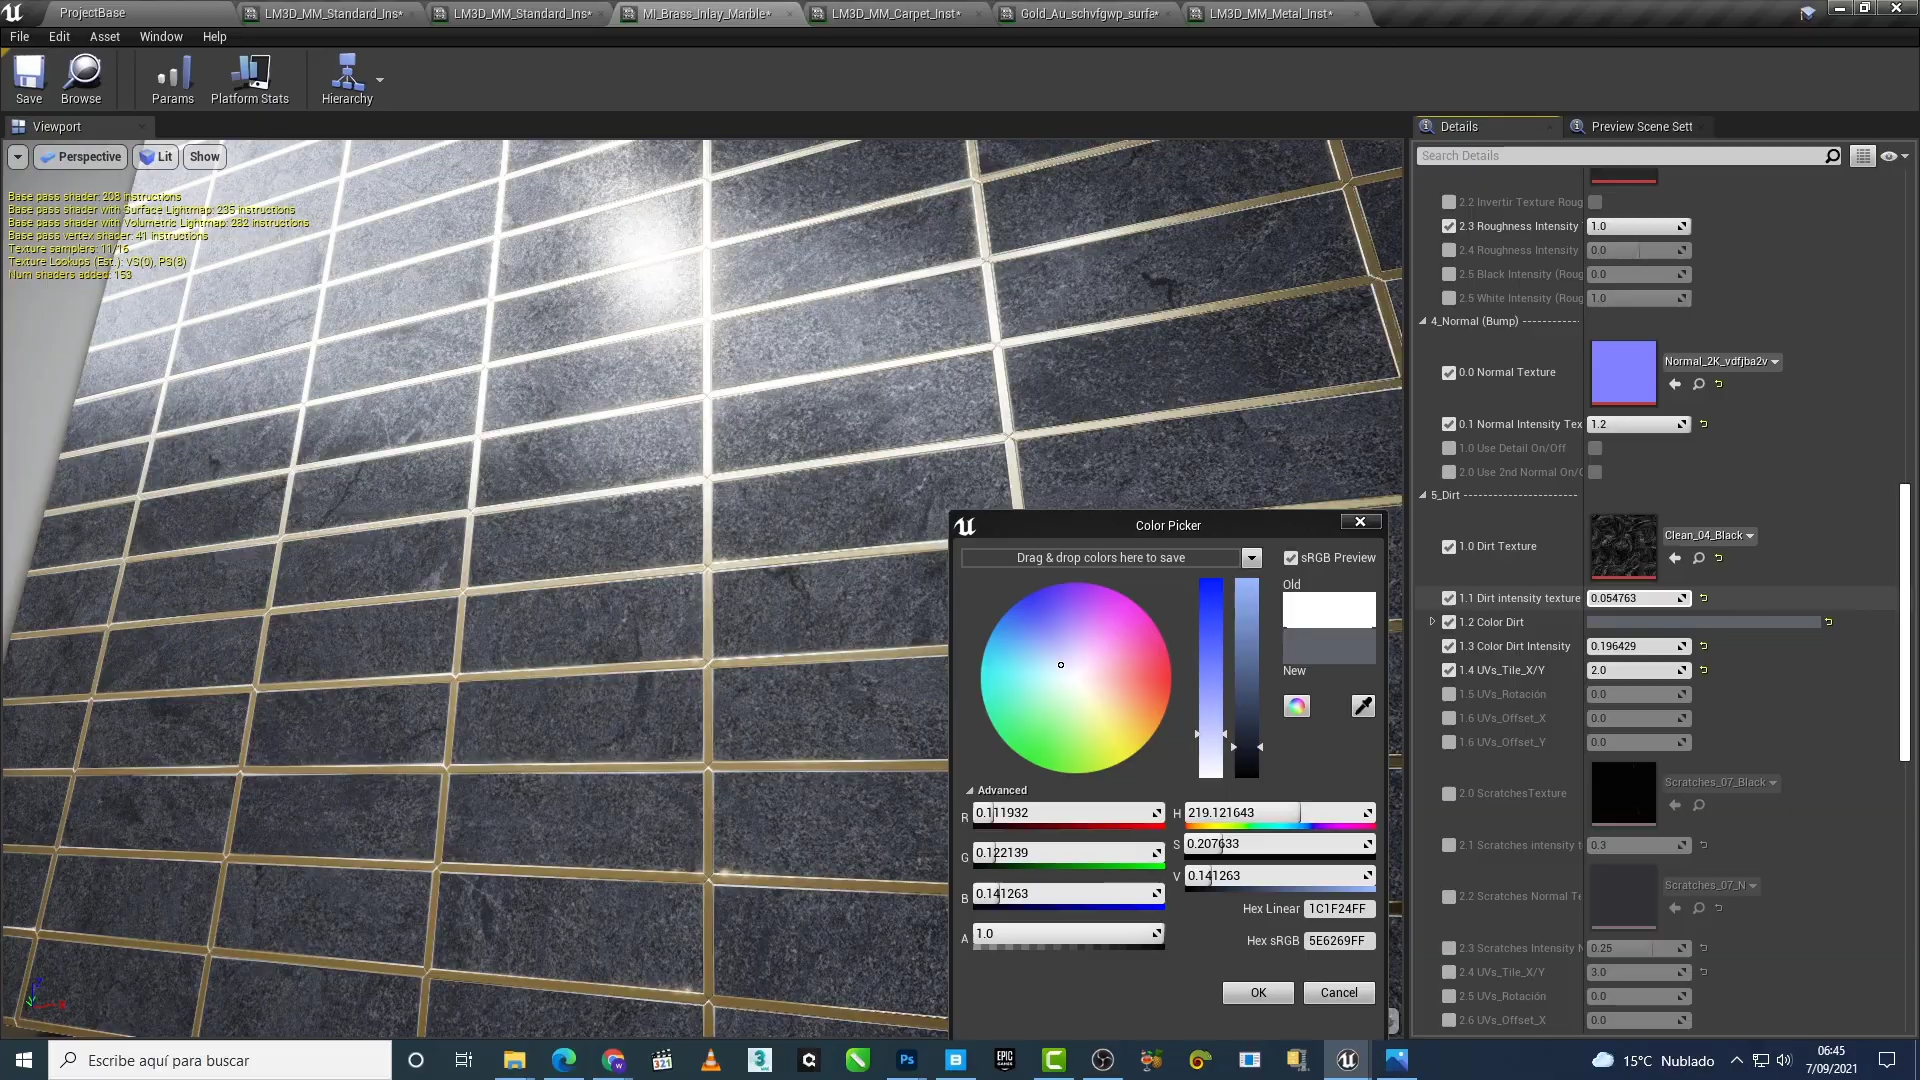 ProjectBase
LM3D_MM_Standard_Ins*
LM3D_MM_Standard_Ins*
MI_Brass_Inlay_Marble*
LM3D_MM_Carpet_Inst*
Gold_Au_schvfgwp_surfa*
LM3D_MM_Metal_Inst*
File Edit Asset Window Help
Save Browse Params Platform Stats Hierarchy
Viewport
Perspective Lit Show
Base pass shader: 208 instructions
Base pass shader with Surface Lightmap: 235 instructions
Base pass shader with Volumetric Lightmap: 282 instructions
Base pass vertex shader: 41 instructions
Texture samplers: 11/16
Texture Lookups (Est.): VS(0), PS(8)
Num shaders added: 153
Details
Preview Scene Sett
Search Details
2.2 Invertir Texture Roug
2.3 Roughness Intensity 1.0
2.4 Roughness Intensity 0.0
2.5 Black Intensity (Roug 0.0
2.5 White Intensity (Roug 1.0
4_Normal (Bump)
0.0 Normal Texture Normal_2K_vdfjba2v
0.1 Normal Intensity Tex 1.2
1.0 Use Detail On/Off
2.0 Use 2nd Normal On/O
5_Dirt
1.0 Dirt Texture Clean_04_Black
1.1 Dirt intensity texture 0.054763
1.2 Color Dirt
1.3 Color Dirt Intensity 0.196429
1.4 UVs_Tile_X/Y 2.0
1.5 UVs_Rotación 0.0
1.6 UVs_Offset_X 0.0
1.6 UVs_Offset_Y 0.0
2.0 ScratchesTexture Scratches_07_Black
2.1 Scratches intensity t 0.3
2.2 Scratches Normal Te Scratches_07_N
2.3 Scratches Intensity N 0.25
2.4 UVs_Tile_X/Y 3.0
2.5 UVs_Rotación 0.0
2.6 UVs_Offset_X 0.0
Color Picker
Drag & drop colors here to save
sRGB Preview
Old
New
Advanced
R 0.111932 H 219.121643
G 0.122139 S 0.207633
B 0.141263 V 0.141263
Hex Linear 1C1F24FF
A 1.0 Hex sRGB 5E6269FF
OK Cancel
Escribe aquí para buscar
321
3
Ps
EPIC
GAMES
15°C Nublado
06:45
7/09/2021